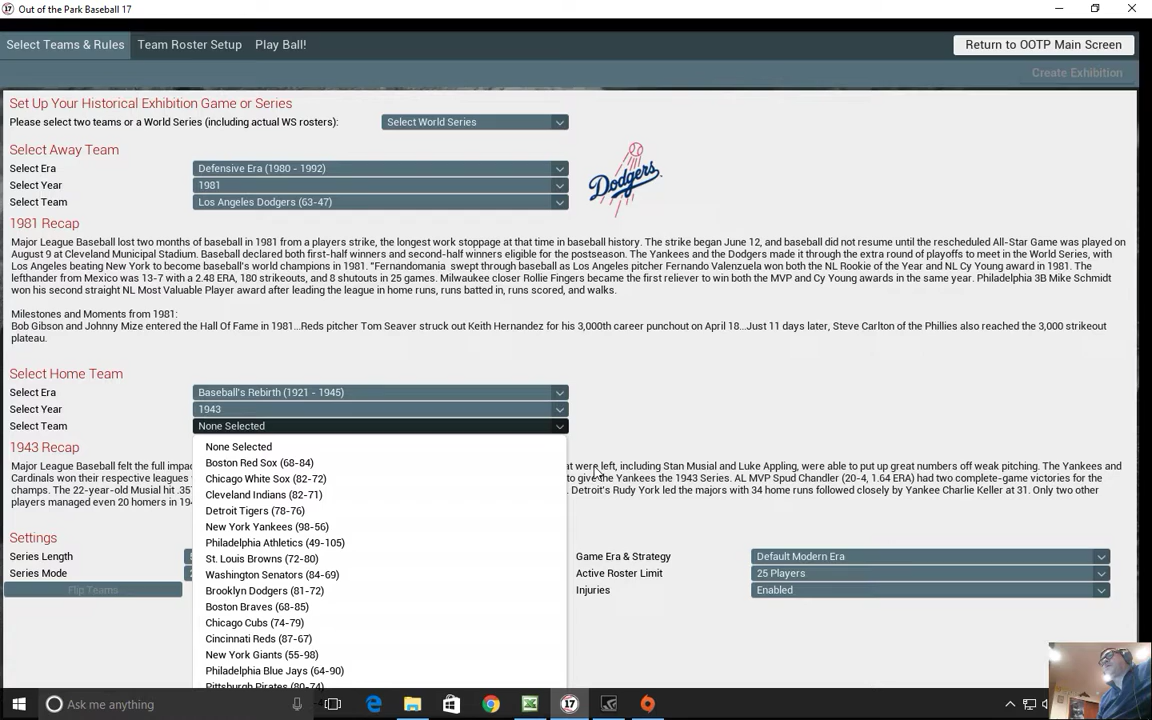 Out of the Park Baseball 17
Select Teams & Rules Team Roster Setup Play Ball! Return to OOTP Main Screen
Create Exhibition
Set Up Your Historical Exhibition Game or Series
Please select two teams or a World Series (including actual WS rosters): Select World Series
Select Away Team
Select Era Defensive Era (1980 - 1992)
Select Year 1981
Select Team Los Angeles Dodgers (63-47)
Dodgers
1981 Recap
Major League Baseball lost two months of baseball in 1981 from a players strike, the longest work stoppage at that time in baseball history. The strike began June 12, and baseball did not resume until the rescheduled All-Star Game was played on
August 9 at Cleveland Municipal Stadium. Baseball declared both first-half winners and second-half winners eligible for the postseason. The Yankees and the Dodgers made it through the extra round of playoffs to meet in the World Series, with
Los Angeles beating New York to become baseball's world champions in 1981. "Fernandomania swept through baseball as Los Angeles pitcher Fernando Valenzuela won both the NL Rookie of the Year and NL Cy Young award in 1981. The
lefthander from Mexico was 13-7 with a 2.48 ERA, 180 strikeouts, and 8 shutouts in 25 games. Milwaukee closer Rollie Fingers became the first reliever to win both the MVP and Cy Young awards in the same year. Philadelphia 3B Mike Schmidt
won his second straight NL Most Valuable Player award after leading the league in home runs, runs batted in, runs scored, and walks.
Milestones and Moments from 1981:
Bob Gibson and Johnny Mize entered the Hall Of Fame in 1981...Reds pitcher Tom Seaver struck out Keith Hernandez for his 3,000th career punchout on April 18...Just 11 days later, Steve Carlton of the Phillies also reached the 3,000 strikeout
plateau.
Select Home Team
Select Era Baseball's Rebirth (1921 - 1945)
Select Year 1943
Select Team None Selected
1943 Recap
None Selected
Boston Red Sox (68-84)
Major League Baseball felt the full impac at were left, including Stan Musial and Luke Appling, were able to put up great numbers off weak pitching. The Yankees and
Chicago White Sox (82-72)
Cardinals won their respective leagues to give the Yankees the 1943 Series. AL MVP Spud Chandler (20-4, 1.64 ERA) had two complete-game victories for the
Cleveland Indians (82-71)
champs. The 22-year-old Musial hit .357 Detroit's Rudy York led the majors with 34 home runs followed closely by Yankee Charlie Keller at 31. Only two other
players managed even 20 homers in 194
Detroit Tigers (78-76)
New York Yankees (98-56)
Philadelphia Athletics (49-105)
St. Louis Browns (72-80)
Washington Senators (84-69)
Brooklyn Dodgers (81-72)
Boston Braves (68-85)
Chicago Cubs (74-79)
Cincinnati Reds (87-67)
New York Giants (55-98)
Philadelphia Blue Jays (64-90)
Pittsburgh Pirates (80-74)
Settings
Series Length Game Era & Strategy Default Modern Era
Series Mode Active Roster Limit 25 Players
Flip Teams Injuries Enabled
Ask me anything
17